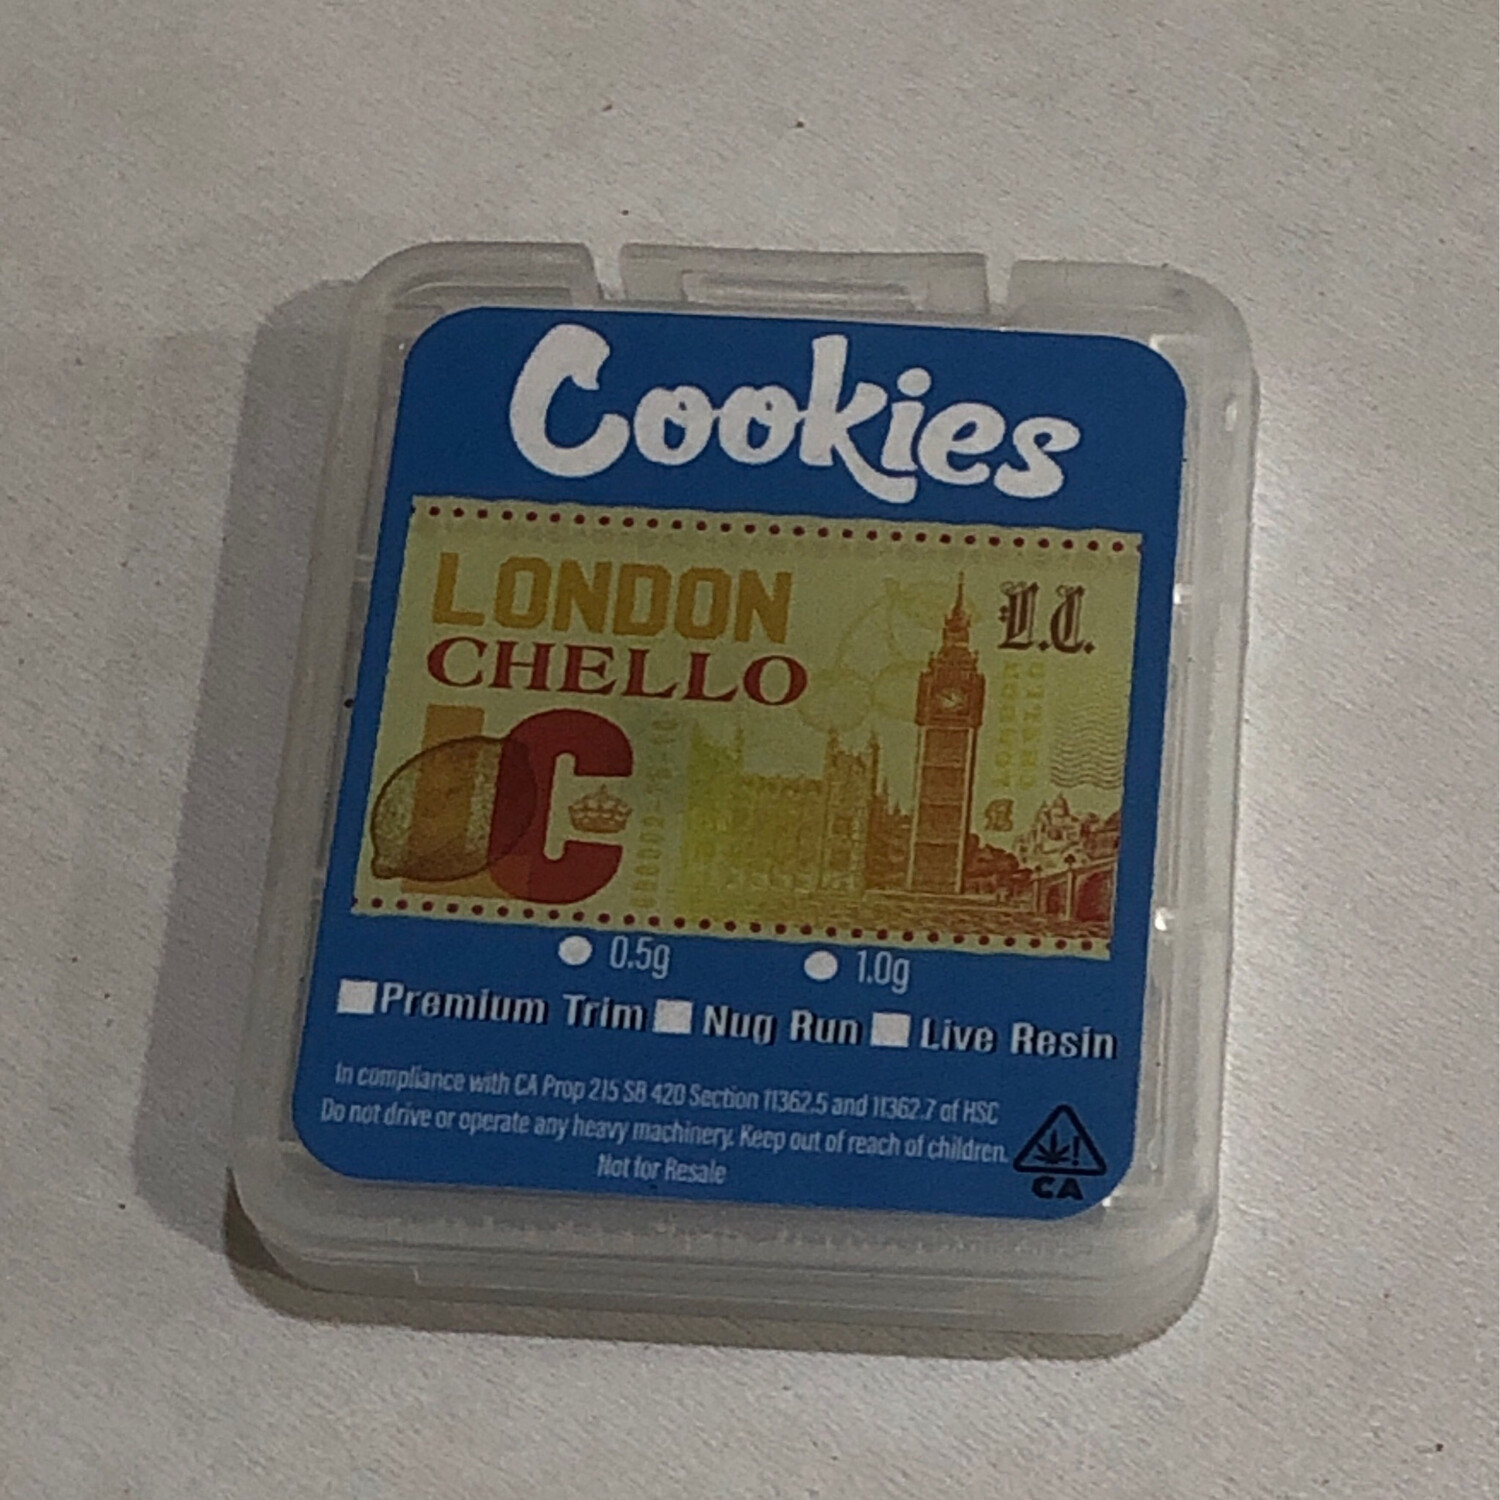 Cookies
LONDON
CHELLO
L.C.
LONDON
CHELLO
LC
0.5g 1.0g
Premium Trim Nug Run Live Resin
In compliance with CA Prop 215 SB 420 Section 11362.5 and 11362.7 of HSC
Do not drive or operate any heavy machinery. Keep out of reach of children.
Not for Resale
CA